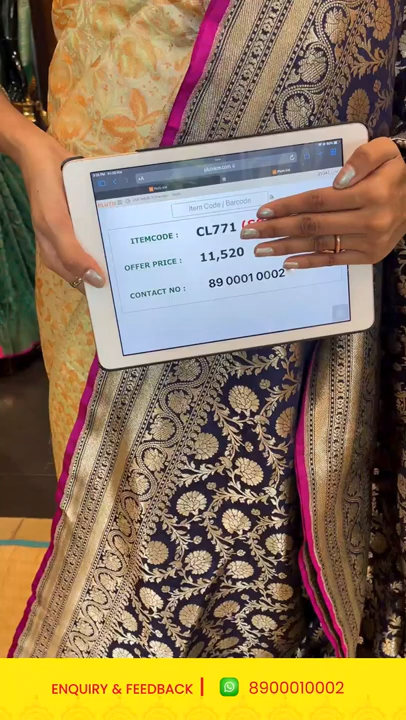 Item Code / Barcode
ITEMCODE : CL771
OFFER PRICE : 11,520
CONTACT NO : 89 0001 0002
ENQUIRY & FEEDBACK | 8900010002